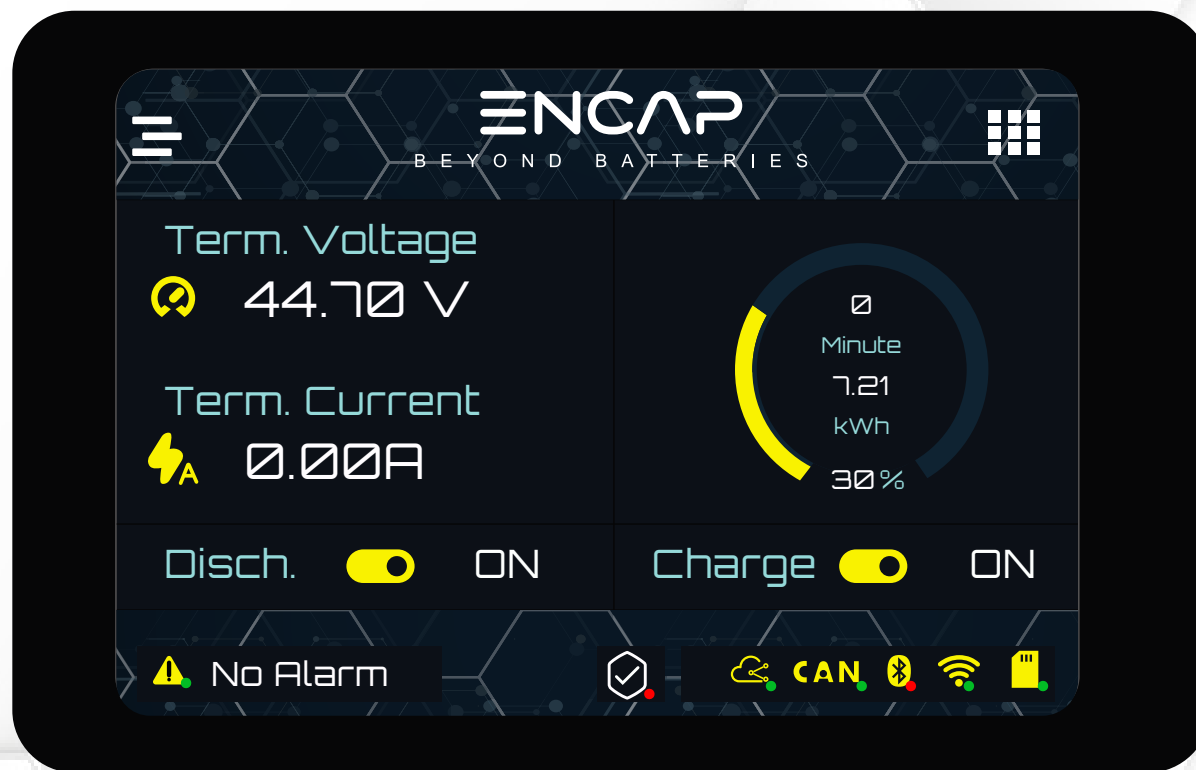 ENCAP
BEYOND BATTERIES
Term. Voltage
44.70 V
Term. Current
0.00A
0
Minute
7.21
kWh
30%
Disch. ON
Charge ON
No Alarm
CAN